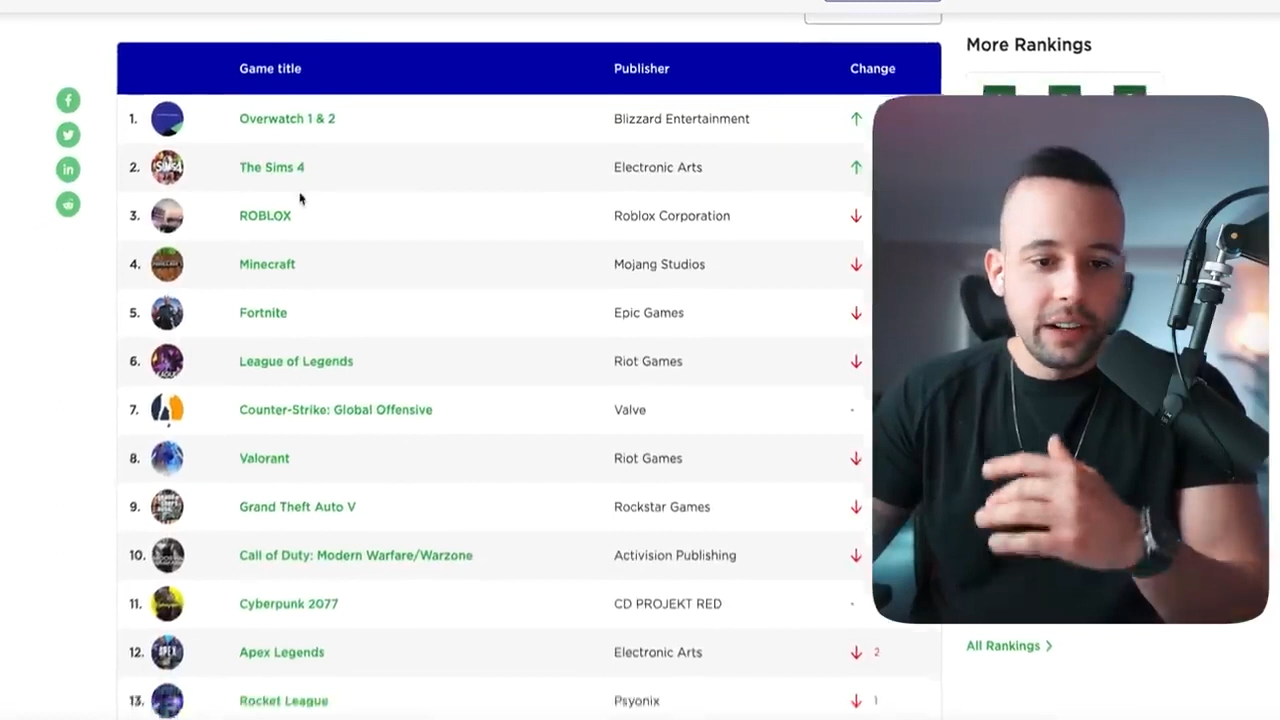 More Rankings
Game title Publisher Change
1. Overwatch 1 & 2 Blizzard Entertainment ↑
2. The Sims 4 Electronic Arts ↑
3. ROBLOX Roblox Corporation ↓
4. Minecraft Mojang Studios ↓
5. Fortnite Epic Games ↓
6. League of Legends Riot Games ↓
7. Counter-Strike: Global Offensive Valve -
8. Valorant Riot Games ↓
9. Grand Theft Auto V Rockstar Games ↓
10. Call of Duty: Modern Warfare/Warzone Activision Publishing ↓
11. Cyberpunk 2077 CD PROJEKT RED -
All Rankings >
12. Apex Legends Electronic Arts ↓ 2
13. Rocket League Psyonix ↓ 1